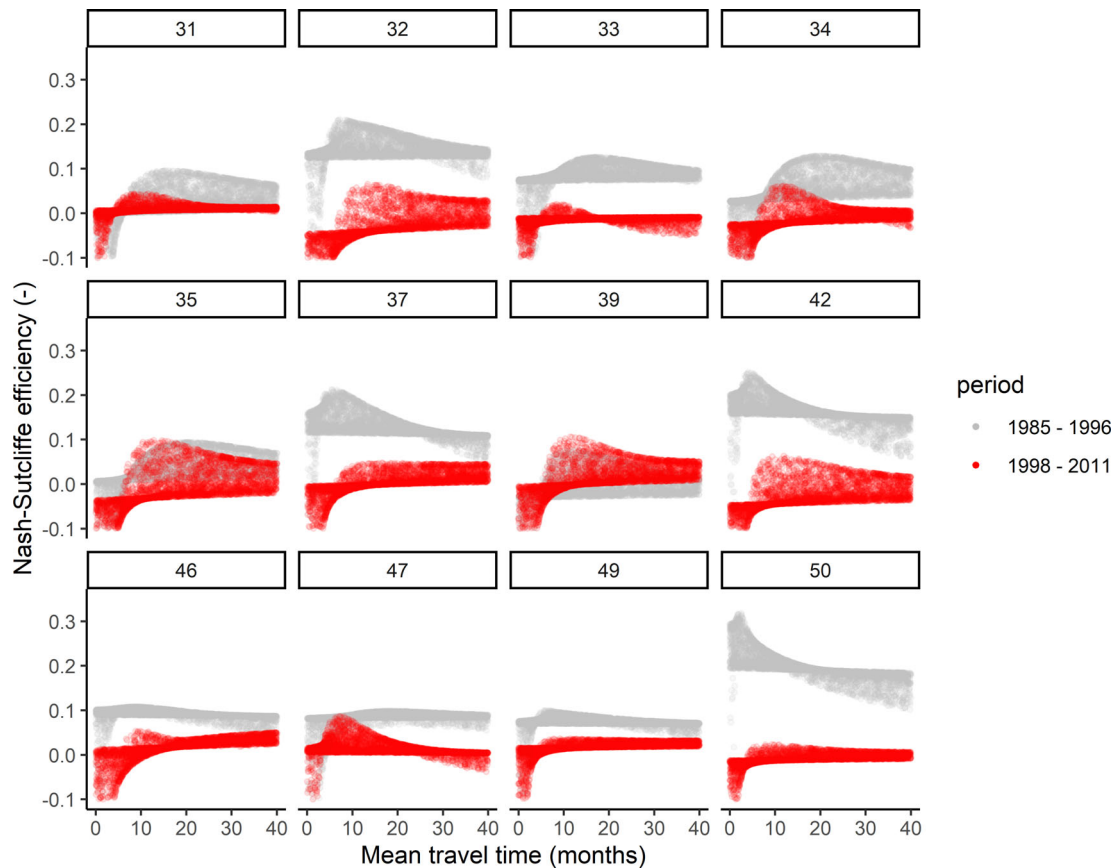 31 32 33 34
0.3
0.2
0.1
0.0
-0.1
35 37 39 42
0.3
0.2
0.1
0.0
-0.1
46 47 49 50
0.3
0.2
0.1
0.0
-0.1
0 10 20 30 40 0 10 20 30 40 0 10 20 30 40 0 10 20 30 40
Mean travel time (months)
Nash-Sutcliffe efficiency (-)
period
1985 - 1996
1998 - 2011